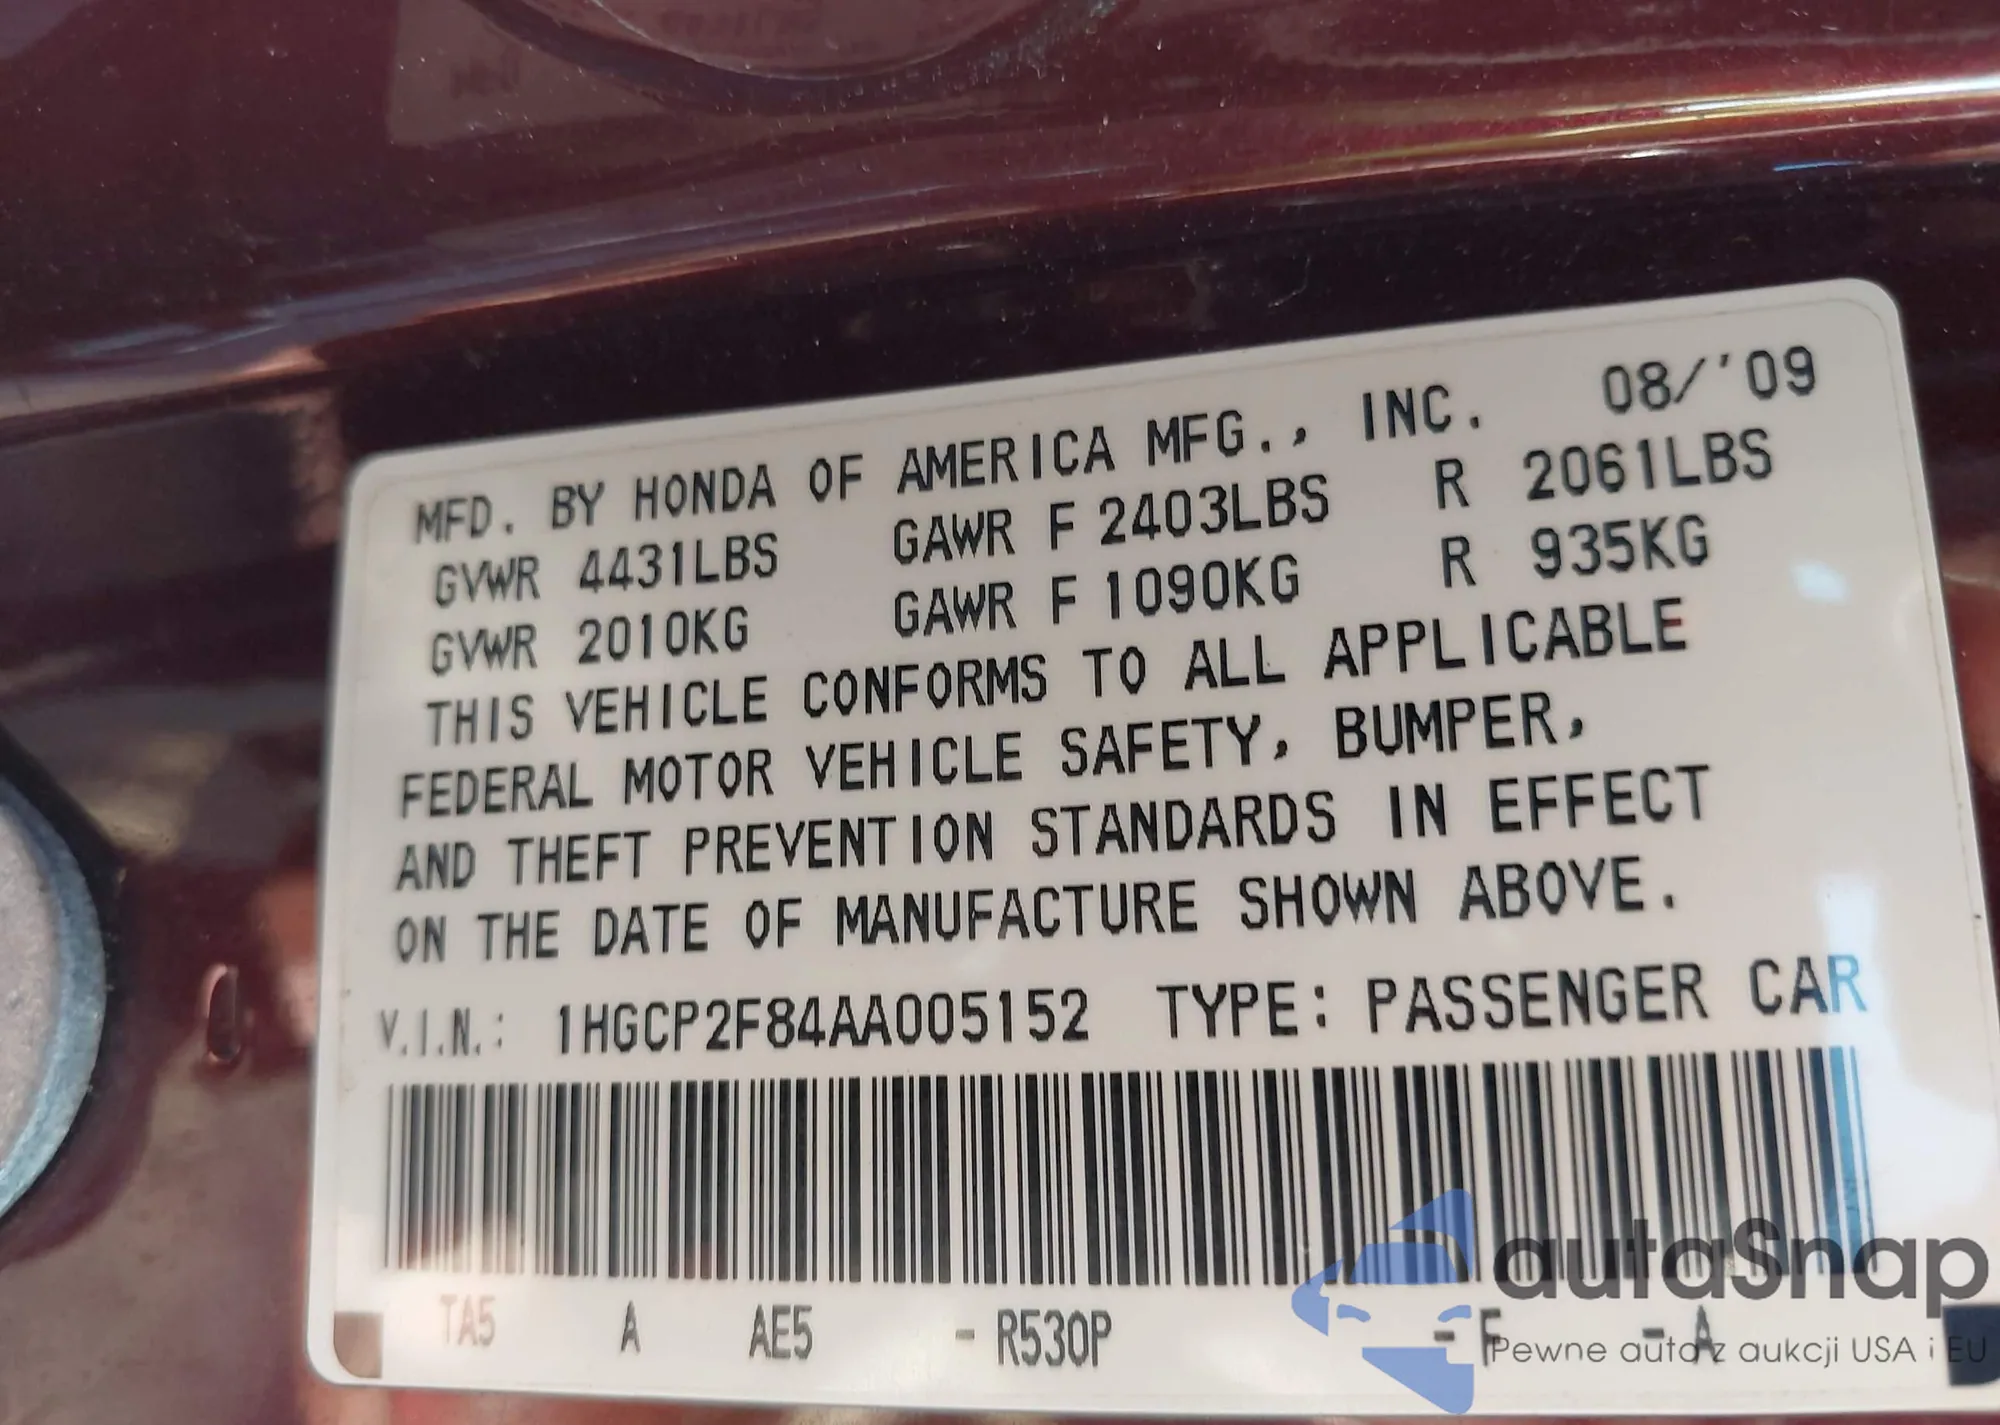 MFD. BY HONDA OF AMERICA MFG., INC. 08/'09
GVWR 4431LBS GAWR F 2403LBS R 2061LBS
GVWR 2010KG GAWR F 1090KG R 935KG
THIS VEHICLE CONFORMS TO ALL APPLICABLE
FEDERAL MOTOR VEHICLE SAFETY, BUMPER,
AND THEFT PREVENTION STANDARDS IN EFFECT
ON THE DATE OF MANUFACTURE SHOWN ABOVE.
V.I.N.: 1HGCP2F84AA005152 TYPE: PASSENGER CAR
TA5 A AE5 - R530P - F - A
autaSnap
Pewne auta z aukcji USA i EU